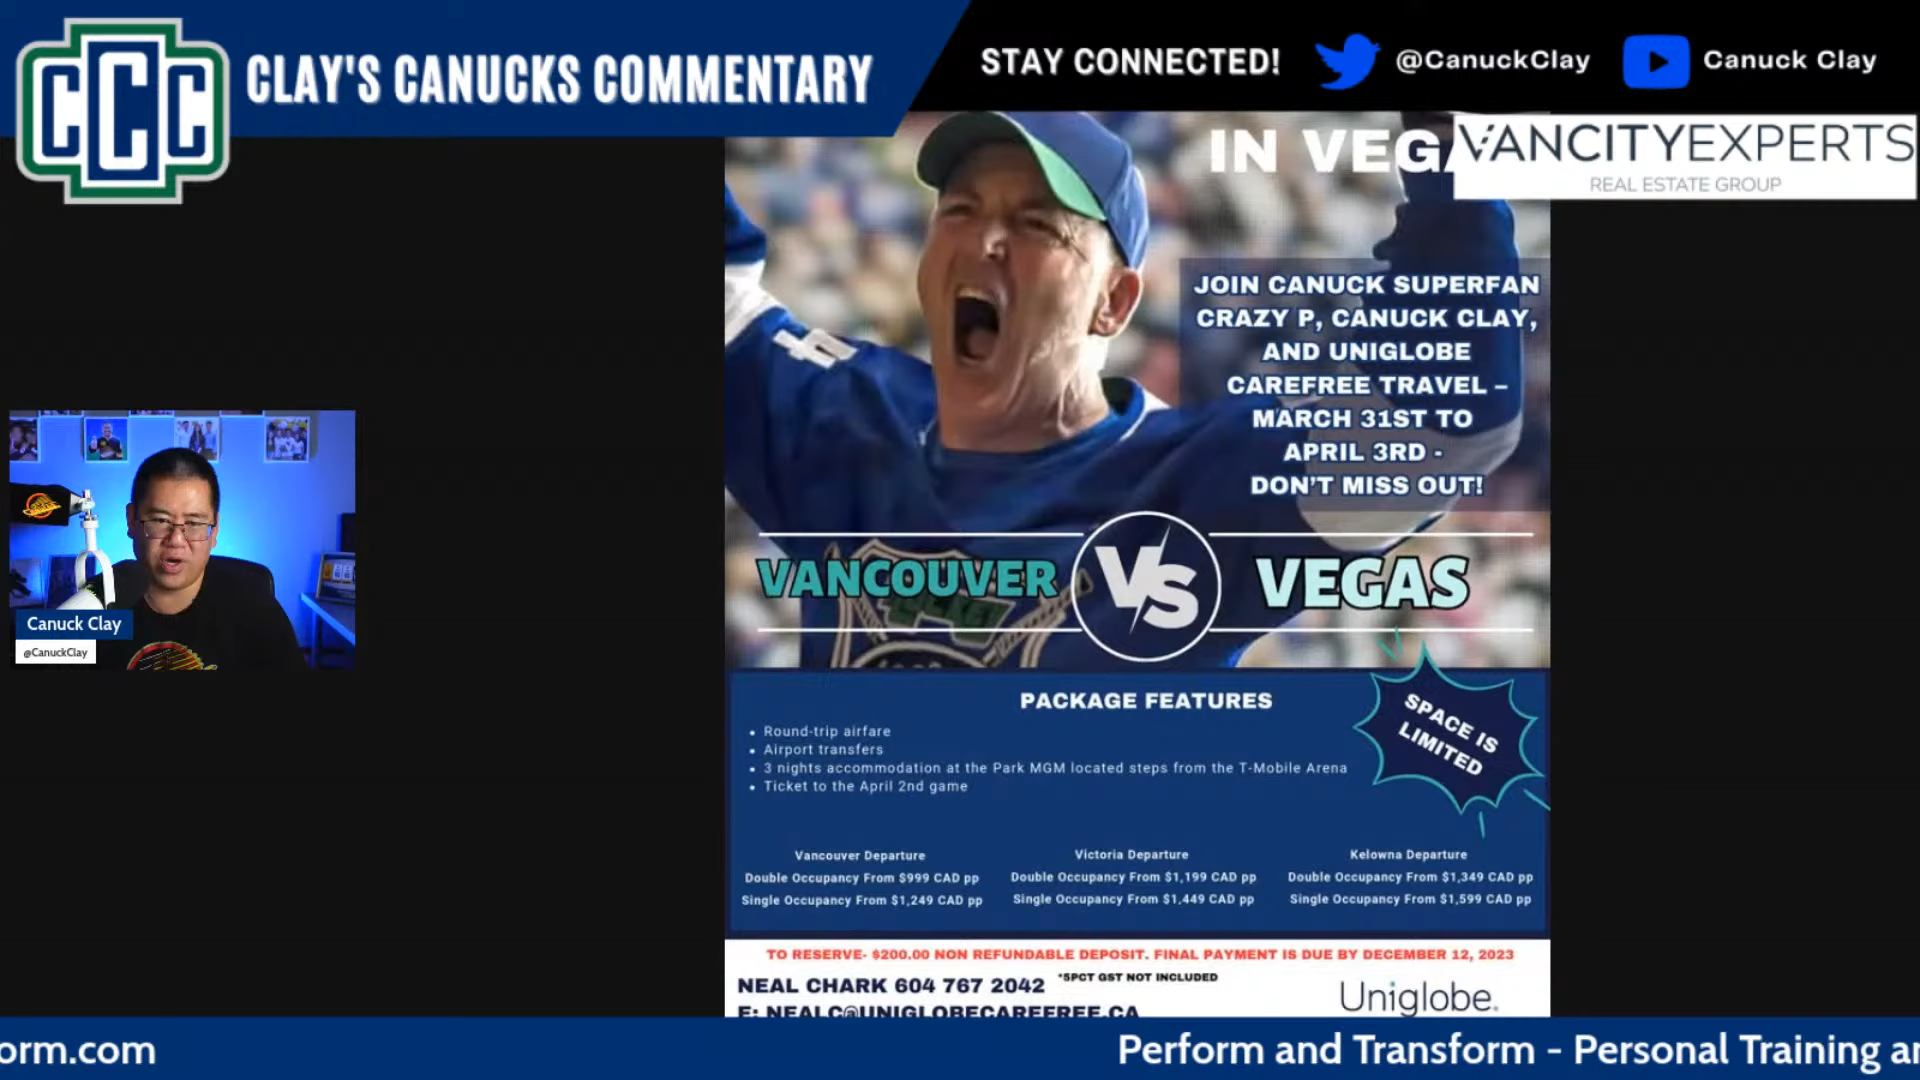 CCC
CLAY'S CANUCKS COMMENTARY
STAY CONNECTED!
@CanuckClay
Canuck Clay
IN VEGA
VANCITYEXPERTS
REAL ESTATE GROUP
JOIN CANUCK SUPERFAN
CRAZY P, CANUCK CLAY,
AND UNIGLOBE
CAREFREE TRAVEL –
MARCH 31ST TO
APRIL 3RD -
DON'T MISS OUT!
VANCOUVER
VS
VEGAS
Canuck Clay
@CanuckClay
PACKAGE FEATURES
• Round-trip airfare
• Airport transfers
• 3 nights accommodation at the Park MGM located steps from the T-Mobile Arena
• Ticket to the April 2nd game
SPACE IS
LIMITED
Vancouver Departure
Double Occupancy From $999 CAD pp
Single Occupancy From $1,249 CAD pp
Victoria Departure
Double Occupancy From $1,199 CAD pp
Single Occupancy From $1,449 CAD pp
Kelowna Departure
Double Occupancy From $1,349 CAD pp
Single Occupancy From $1,599 CAD pp
TO RESERVE- $200.00 NON REFUNDABLE DEPOSIT. FINAL PAYMENT IS DUE BY DECEMBER 12, 2023
NEAL CHARK 604 767 2042
*5PCT GST NOT INCLUDED
E: NEALC@UNIGLOBECAREFREE.CA
Uniglobe.
orm.com
Perform and Transform - Personal Training an